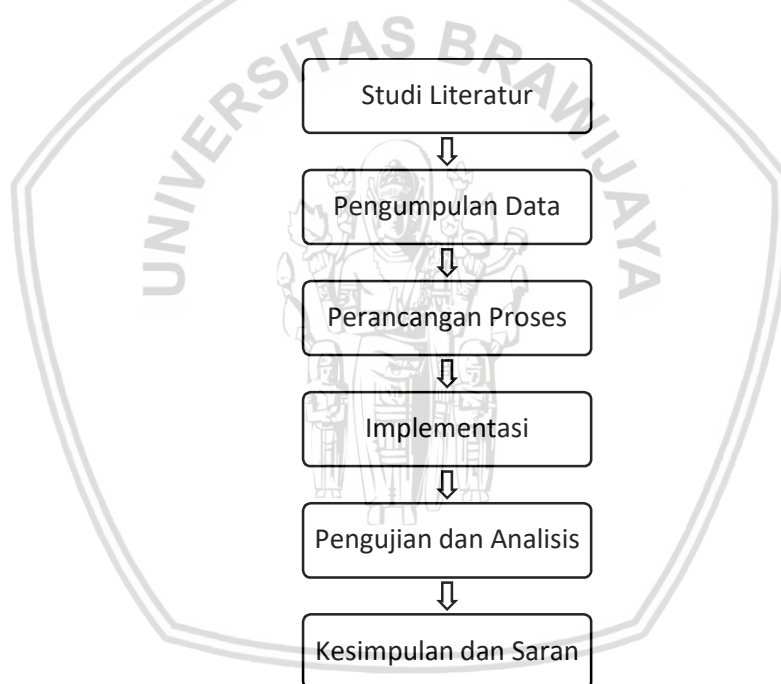 UNIVERSITAS BRAWIJAYA
Studi Literatur
Pengumpulan Data
Perancangan Proses
Implementasi
Pengujian dan Analisis
Kesimpulan dan Saran